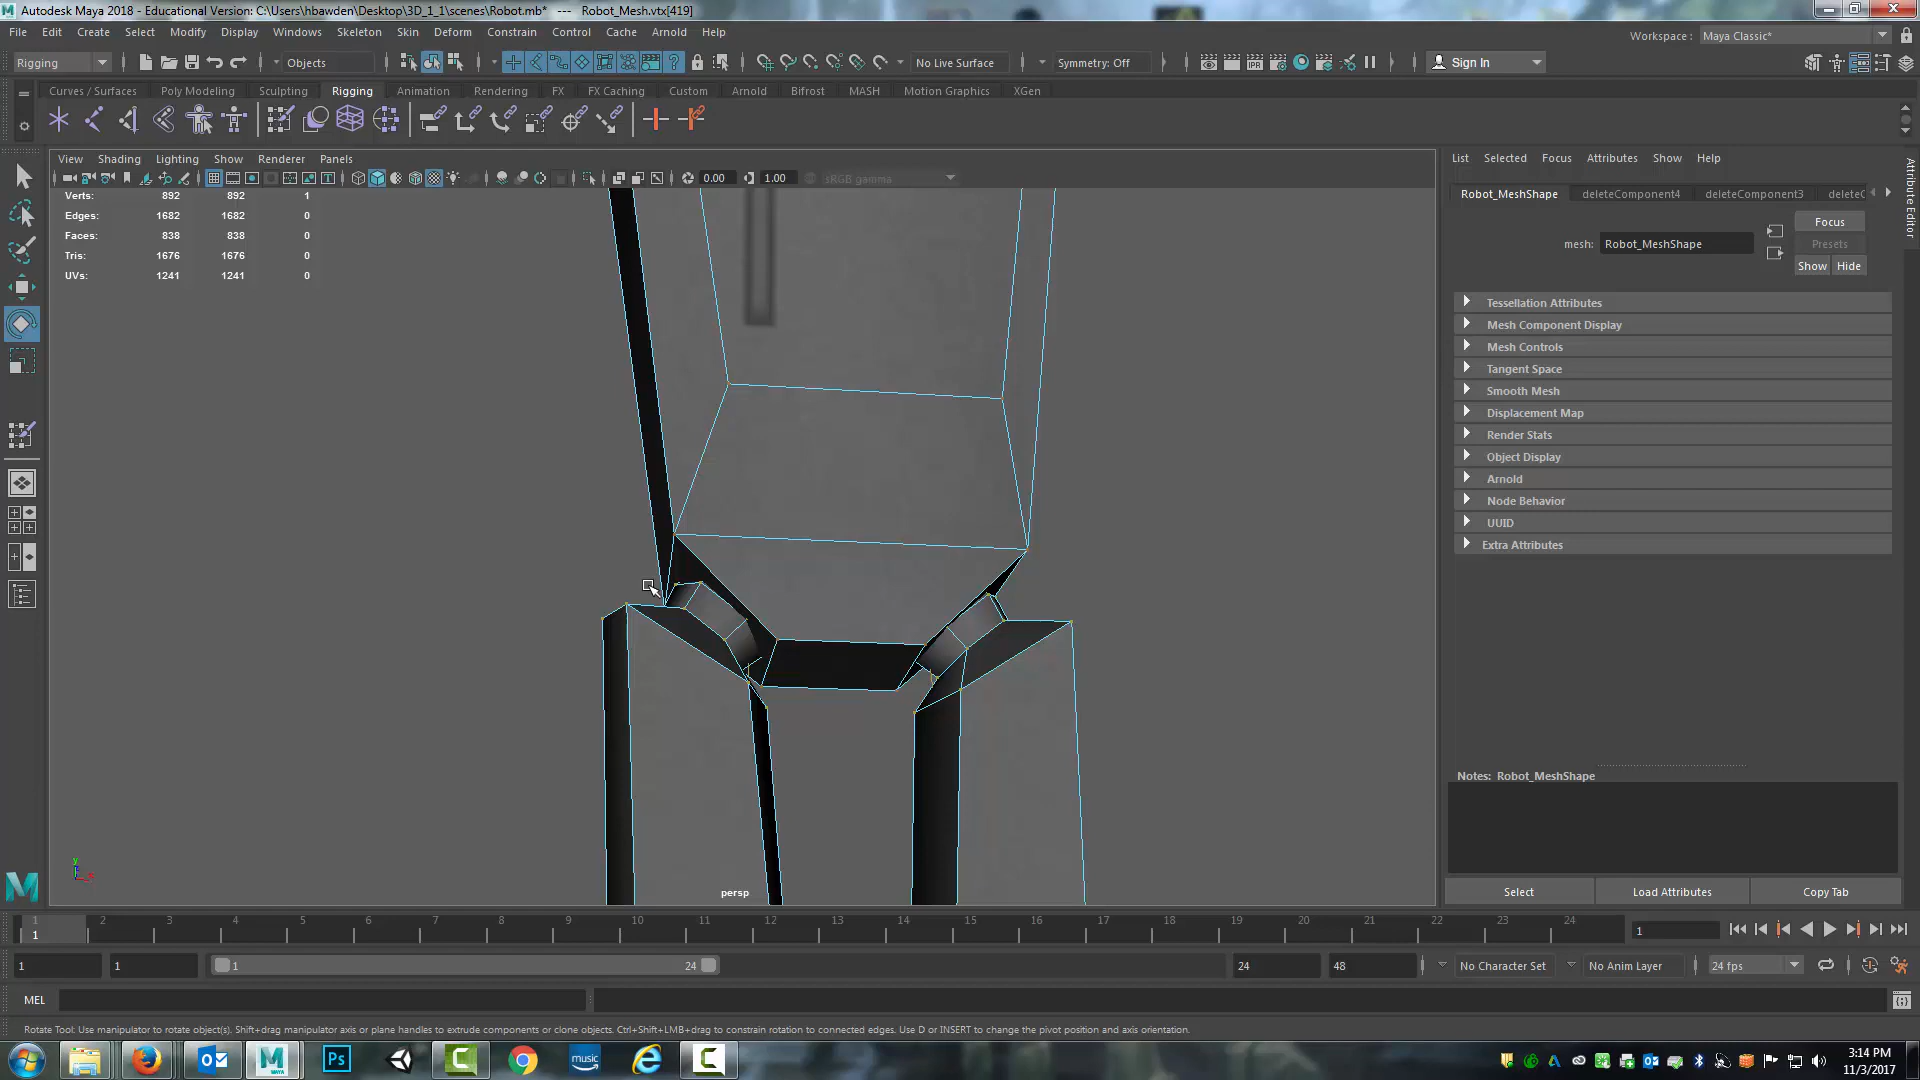 Autodesk Maya 2018 - Educational Version: C:\Users\hbawden\Desktop\3D_1_1\scenes\Robot.mb* --- Robot_Mesh.vtx[419]
File Edit Create Select Modify Display Windows Skeleton Skin Deform Constrain Control Cache Arnold Help
Workspace : Maya Classic*
Rigging Objects No Live Surface Symmetry: Off Sign In
Curves / Surfaces Poly Modeling Sculpting Rigging Animation Rendering FX FX Caching Custom Arnold Bifrost MASH Motion Graphics XGen
View Shading Lighting Show Renderer Panels
0.00 1.00 sRGB gamma
Verts: 892 892 1
Edges: 1682 1682 0
Faces: 838 838 0
Tris: 1676 1676 0
UVs: 1241 1241 0
persp
List Selected Focus Attributes Show Help
Robot_MeshShape deleteComponent4 deleteComponent3 deleteC
Focus
mesh: Robot_MeshShape
Presets
Show Hide
Tessellation Attributes
Mesh Component Display
Mesh Controls
Tangent Space
Smooth Mesh
Displacement Map
Render Stats
Object Display
Arnold
Node Behavior
UUID
Extra Attributes
Notes: Robot_MeshShape
Select Load Attributes Copy Tab
Attribute Editor
1 2 3 4 5 6 7 8 9 10 11 12 13 14 15 16 17 18 19 20 21 22 23 24
1 1
1 1 1 24 24 48 No Character Set No Anim Layer 24 fps
MEL
Rotate Tool: Use manipulator to rotate object(s). Shift+drag manipulator axis or plane handles to extrude components or clone objects. Ctrl+Shift+LMB+drag to constrain rotation to connected edges. Use D or INSERT to change the pivot position and axis orientation.
MAYA Ps music
3:14 PM
11/3/2017